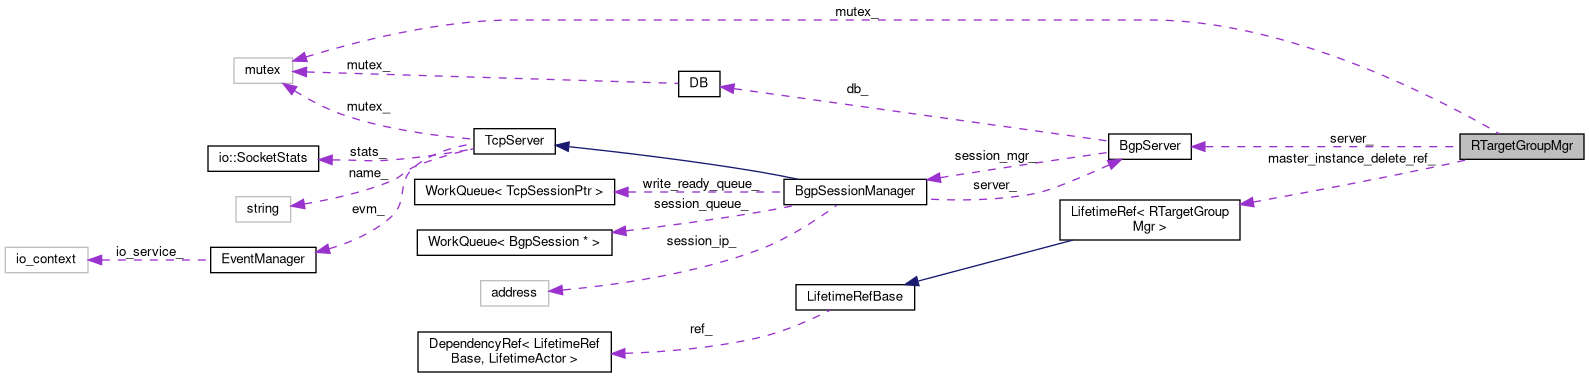 mutex_
mutex
mutex_
DB
db_
mutex_
TcpServer
BgpServer
server_
RTargetGroupMgr
io::SocketStats
stats_
session_mgr_
master_instance_delete_ref_
name_
WorkQueue< TcpSessionPtr >
write_ready_queue_
BgpSessionManager
server_
string
evm_
session_queue_
LifetimeRef< RTargetGroup
Mgr >
WorkQueue< BgpSession * >
session_ip_
io_context
io_service_
EventManager
address
LifetimeRefBase
ref_
DependencyRef< LifetimeRef
Base, LifetimeActor >